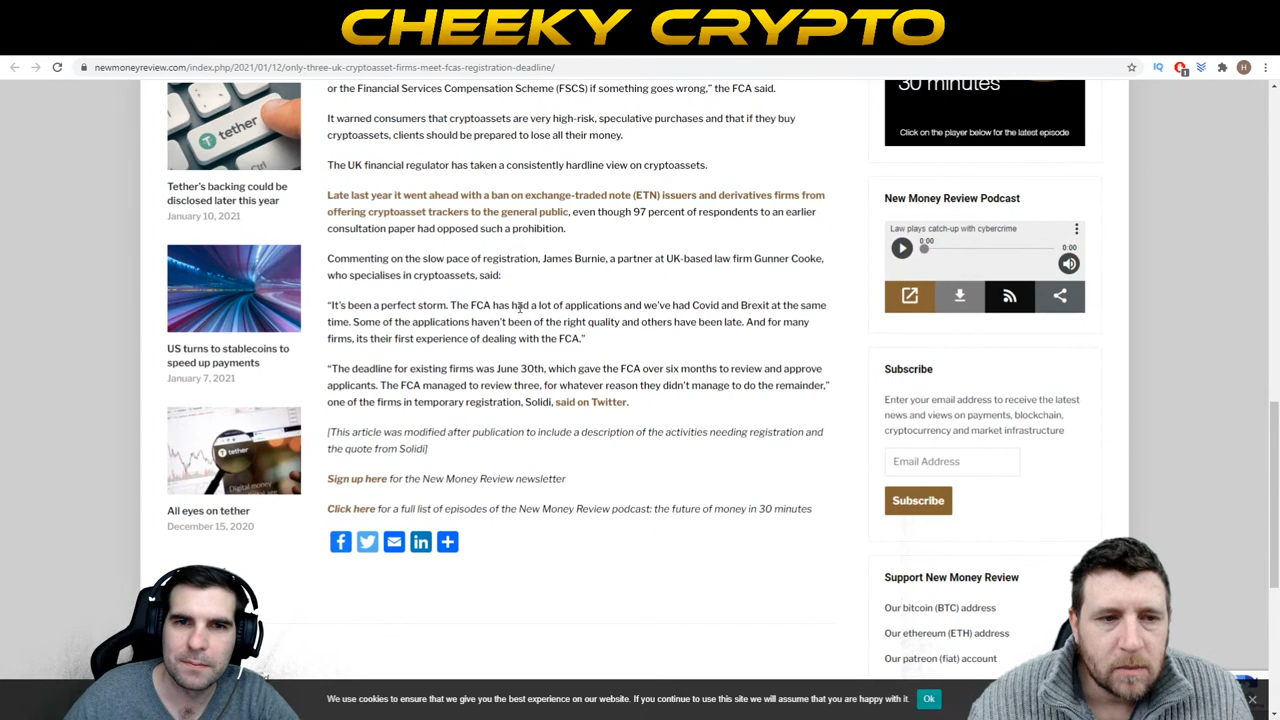 CHEEKY CRYPTO
newmoneyreview.com/index.php/2021/01/12/only-three-uk-cryptoasset-firms-meet-fcas-registration-deadline/
tether
Tether's backing could be
disclosed later this year
January 10, 2021
US turns to stablecoins to
speed up payments
January 7, 2021
tether
Digital money
All eyes on tether
December 15, 2020
or the Financial Services Compensation Scheme (FSCS) if something goes wrong," the FCA said.
It warned consumers that cryptoassets are very high-risk, speculative purchases and that if they buy
cryptoassets, clients should be prepared to lose all their money.
The UK financial regulator has taken a consistently hardline view on cryptoassets.
Late last year it went ahead with a ban on exchange-traded note (ETN) issuers and derivatives firms from
offering cryptoasset trackers to the general public, even though 97 percent of respondents to an earlier
consultation paper had opposed such a prohibition.
Commenting on the slow pace of registration, James Burnie, a partner at UK-based law firm Gunner Cooke,
who specialises in cryptoassets, said:
"It's been a perfect storm. The FCA has had a lot of applications and we've had Covid and Brexit at the same
time. Some of the applications haven't been of the right quality and others have been late. And for many
firms, its their first experience of dealing with the FCA."
"The deadline for existing firms was June 30th, which gave the FCA over six months to review and approve
applicants. The FCA managed to review three, for whatever reason they didn't manage to do the remainder,"
one of the firms in temporary registration, Solidi, said on Twitter.
[This article was modified after publication to include a description of the activities needing registration and
the quote from Solidi]
Sign up here for the New Money Review newsletter
Click here for a full list of episodes of the New Money Review podcast: the future of money in 30 minutes
30 minutes
Click on the player below for the latest episode
New Money Review Podcast
Law plays catch-up with cybercrime
0:00
0:00
Subscribe
Enter your email address to receive the latest
news and views on payments, blockchain,
cryptocurrency and market infrastructure
Email Address
Subscribe
Support New Money Review
Our bitcoin (BTC) address
Our ethereum (ETH) address
Our patreon (fiat) account
We use cookies to ensure that we give you the best experience on our website. If you continue to use this site we will assume that you are happy with it.
Ok